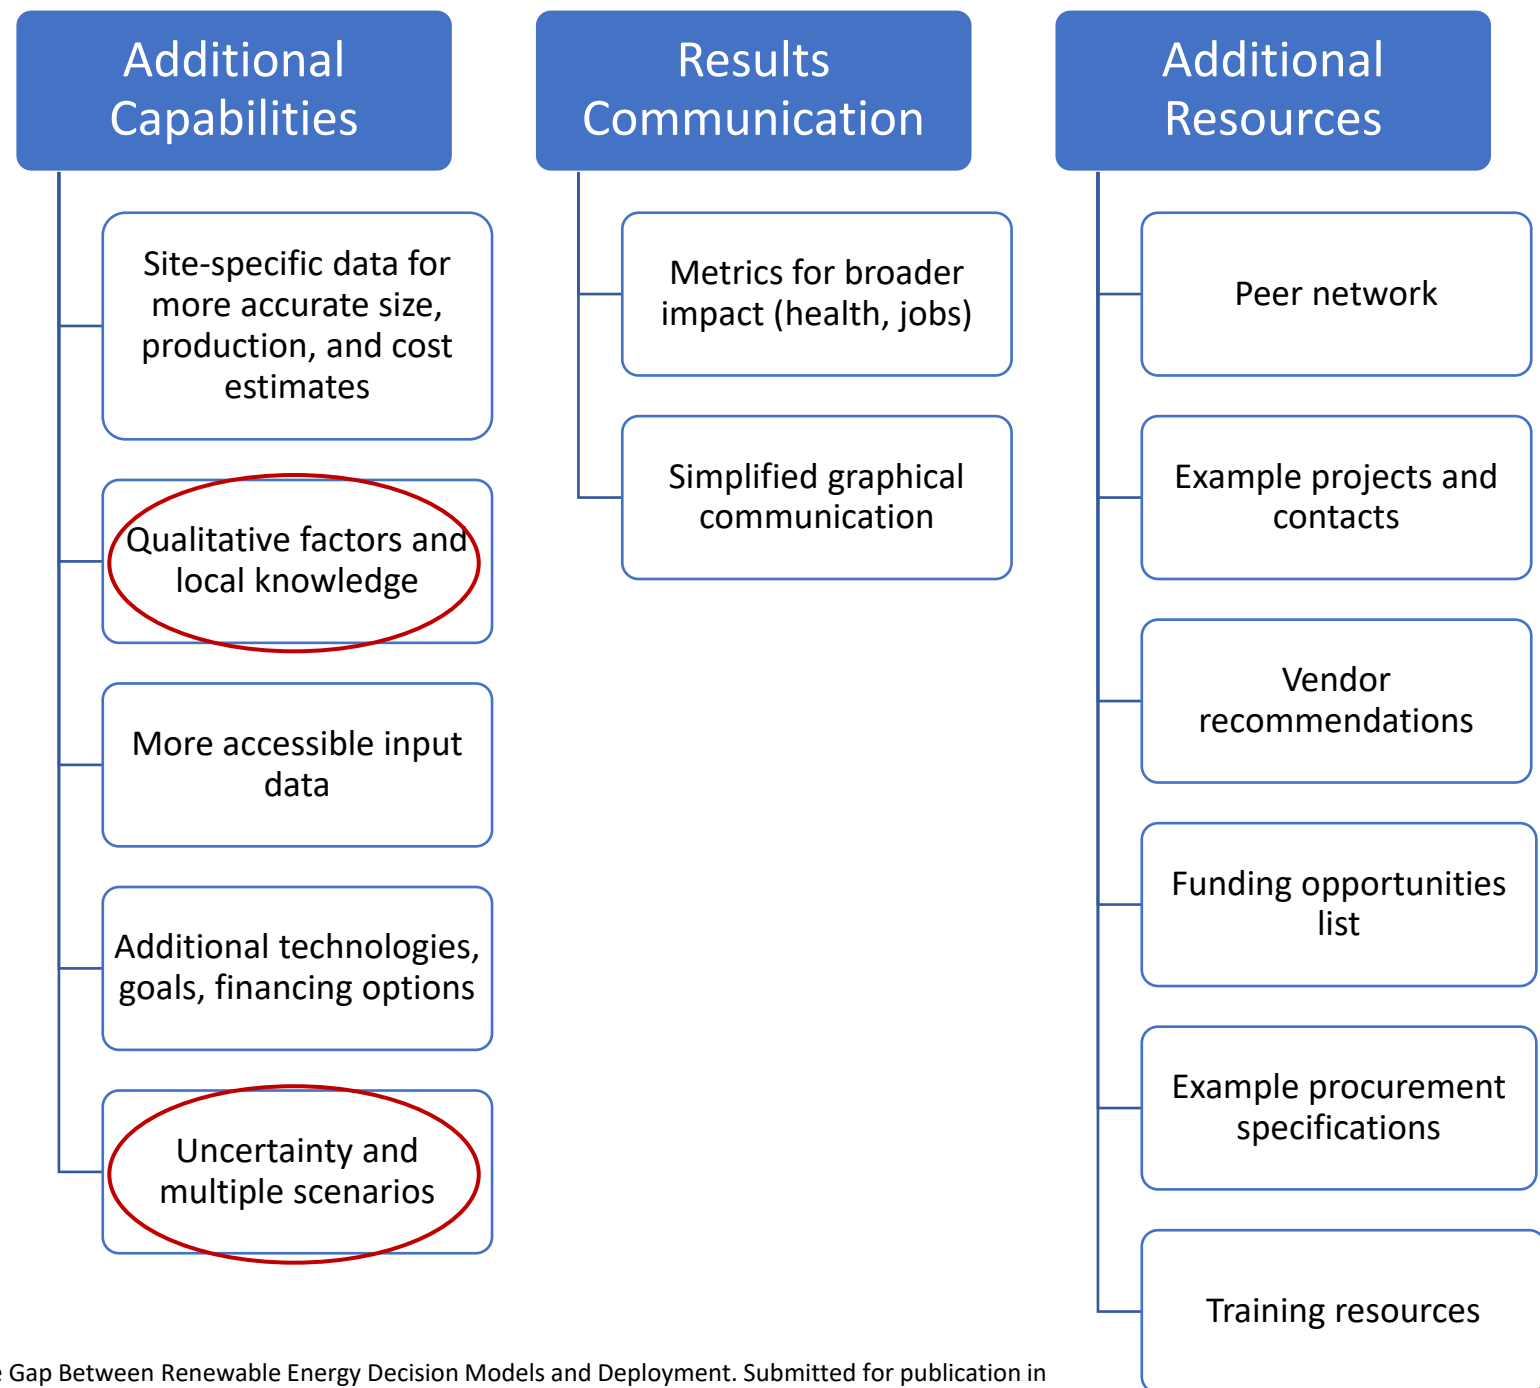 Additional
Capabilities
Site-specific data for
more accurate size,
production, and cost
estimates
Qualitative factors and
local knowledge
More accessible input
data
Additional technologies,
goals, financing options
Uncertainty and
multiple scenarios
Results
Communication
Metrics for broader
impact (health, jobs)
Simplified graphical
communication
Additional
Resources
Peer network
Example projects and
contacts
Vendor
recommendations
Funding opportunities
list
Example procurement
specifications
Training resources
Gap Between Renewable Energy Decision Models and Deployment. Submitted for publication in